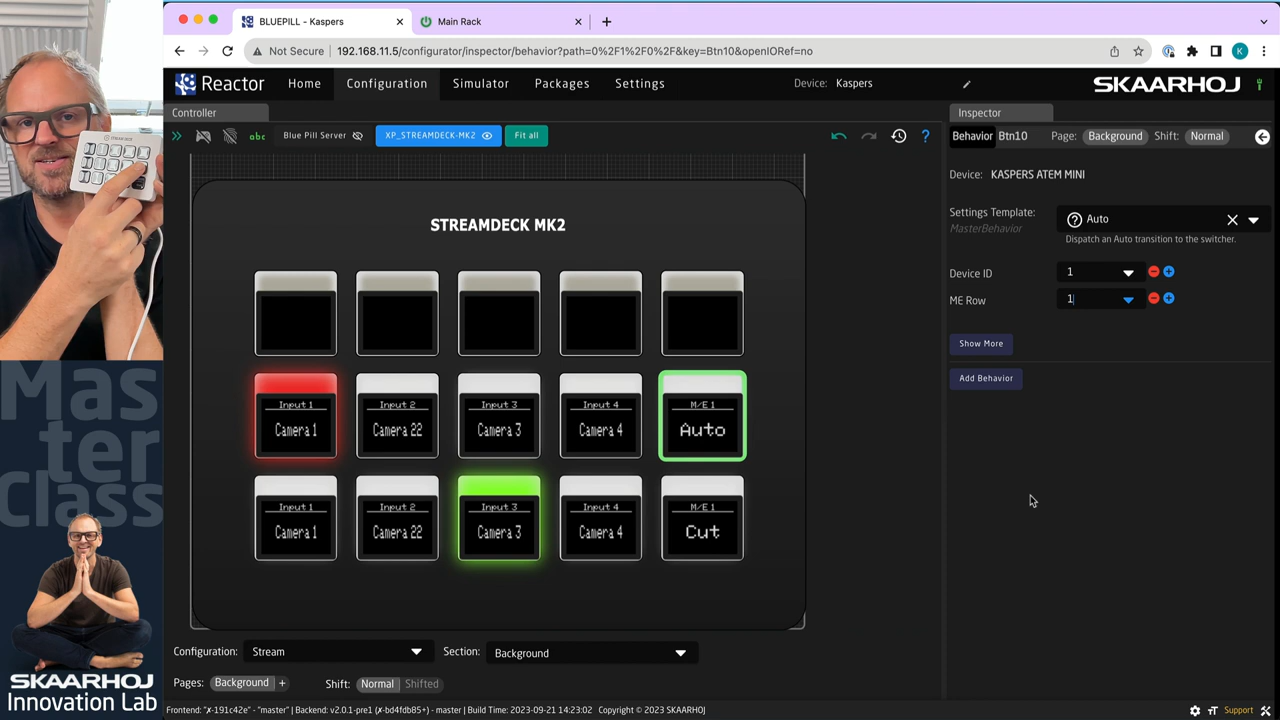 BLUEPILL - Kaspers
Main Rack
Not Secure
192.168.11.5/configurator/inspector/behavior?path=0%2F1%2F0%2F&key=Btn10&openIORef=no
K
Reactor
Home
Configuration
Simulator
Packages
Settings
Device:
Kaspers
SKAARHOJ
Controller
abc
Blue Pill Server
XP_STREAMDECK-MK2
Fit all
?
STREAMDECK MK2
Input 1
Camera 1
Input 2
Camera 22
Input 3
Camera 3
Input 4
Camera 4
M/E 1
Auto
Input 1
Camera 1
Input 2
Camera 22
Input 3
Camera 3
Input 4
Camera 4
M/E 1
Cut
Configuration:
Stream
Section:
Background
Pages:
Background
+
Shift:
Normal
Shifted
Inspector
Behavior
Btn10
Page:
Background
Shift:
Normal
Device:
KASPERS ATEM MINI
Settings Template:
MasterBehavior
Auto
Dispatch an Auto transition to the switcher.
Device ID
1
ME Row
1
Show More
Add Behavior
Frontend: "✗-191c42e" - "master" | Backend: v2.0.1-pre1 (✗-bd4fdb85+) - master | Build Time: 2023-09-21 14:23:02 Copyright © 2023 SKAARHOJ
Support
Mas
ter
Class
SKAARHOJ
Innovation Lab